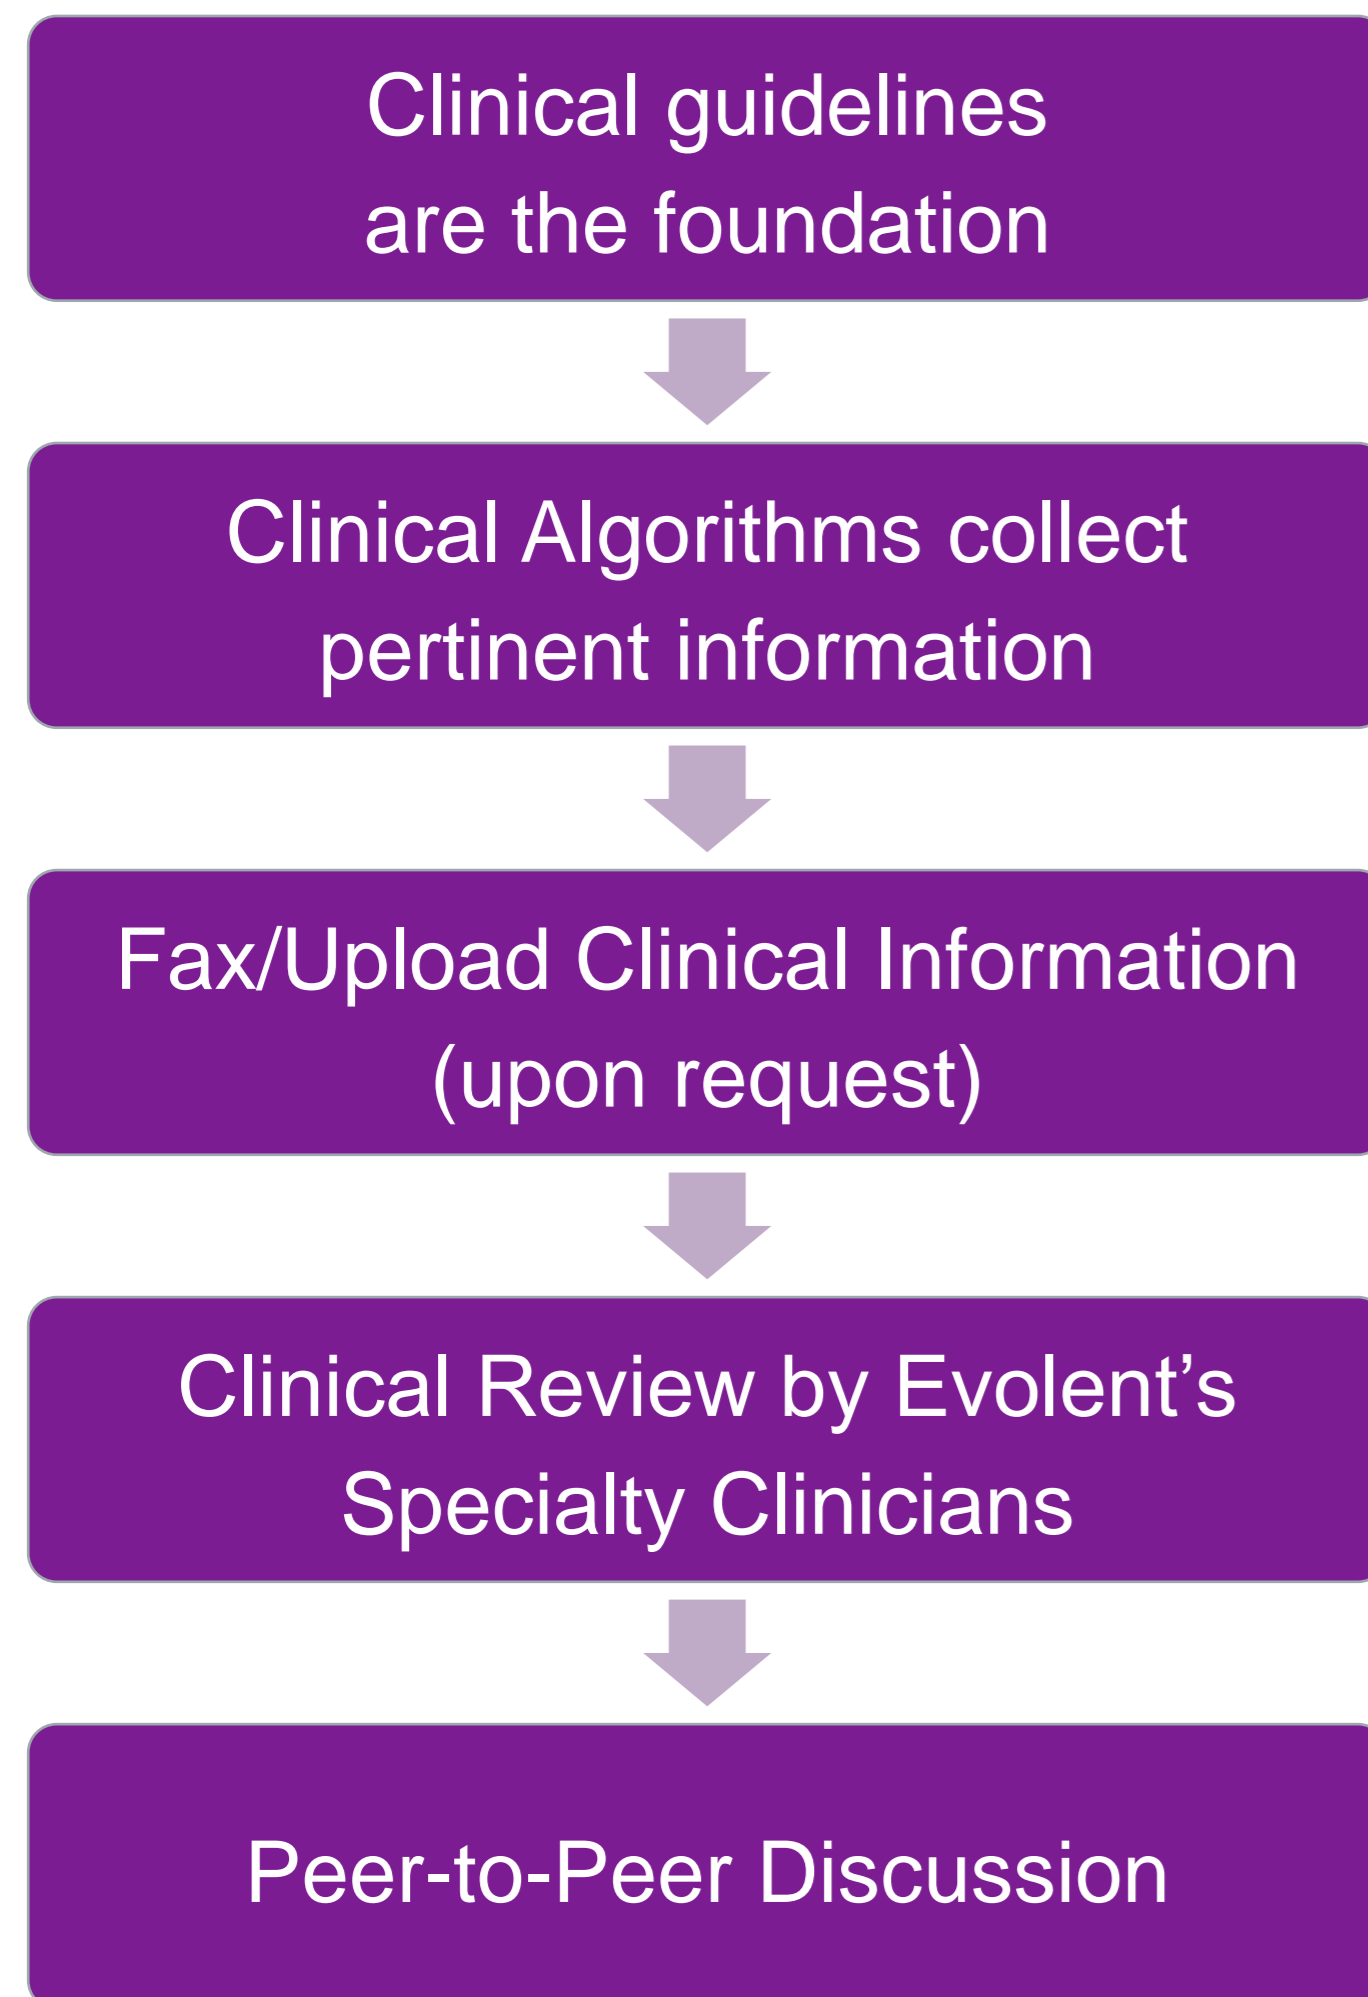 Clinical guidelines
are the foundation
Clinical Algorithms collect
pertinent information
Fax/Upload Clinical Information
(upon request)
Clinical Review by Evolent’s
Specialty Clinicians
Peer-to-Peer Discussion